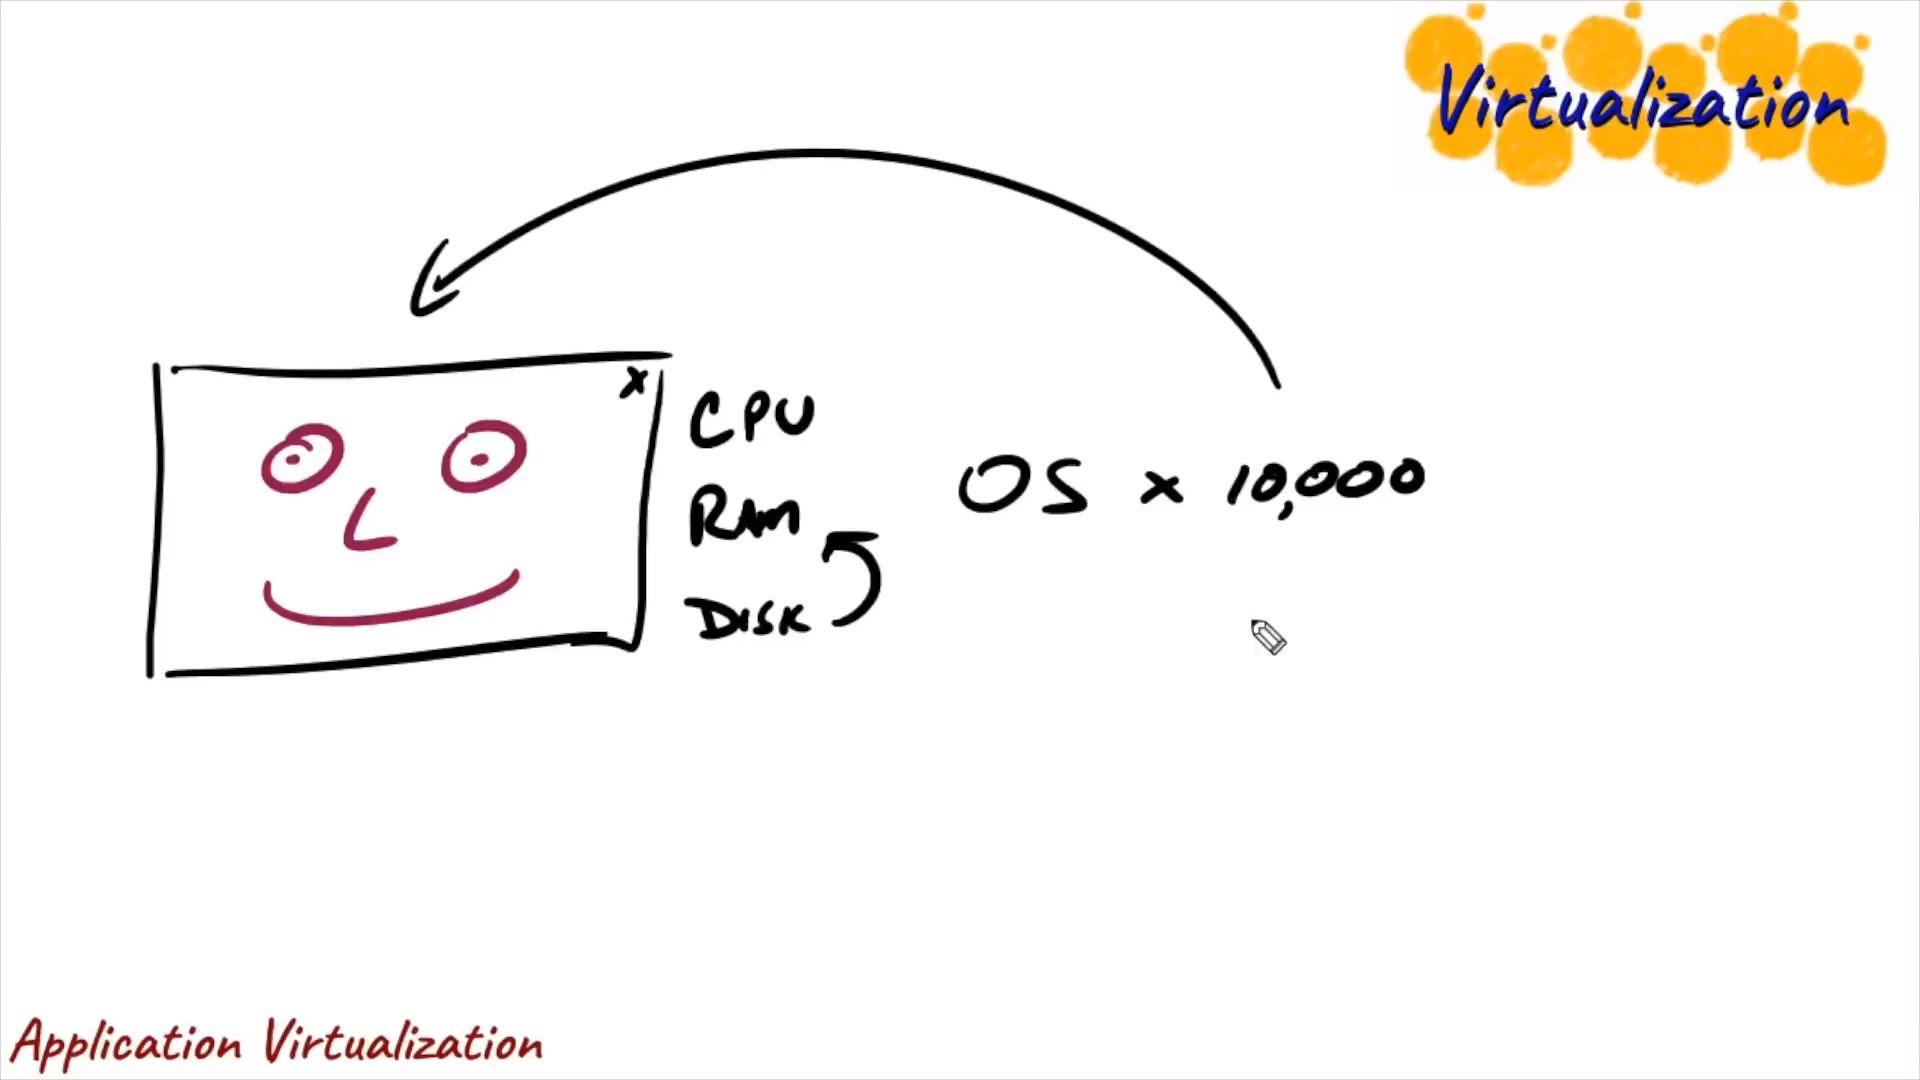 Virtualization
x
CPU
RAM
DISK
OS x 10,000
Application Virtualization